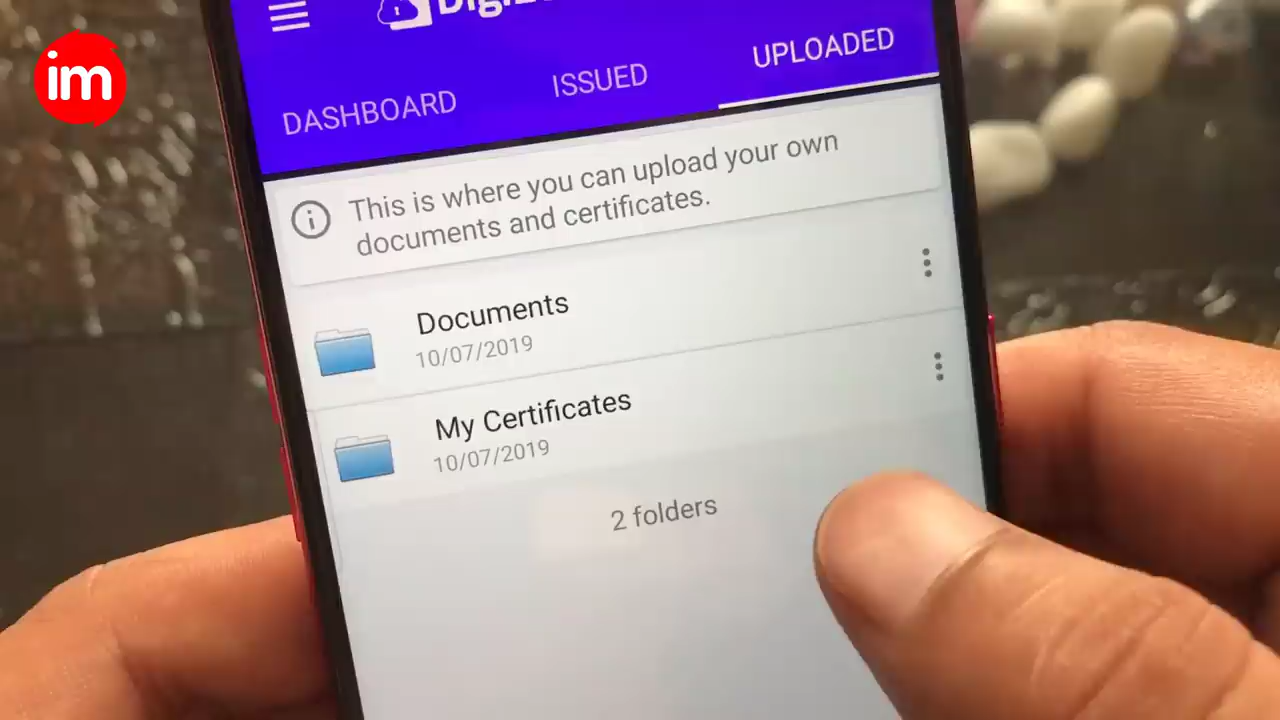 im
DASHBOARD
ISSUED
UPLOADED
This is where you can upload your own
documents and certificates.
Documents
10/07/2019
My Certificates
10/07/2019
2 folders